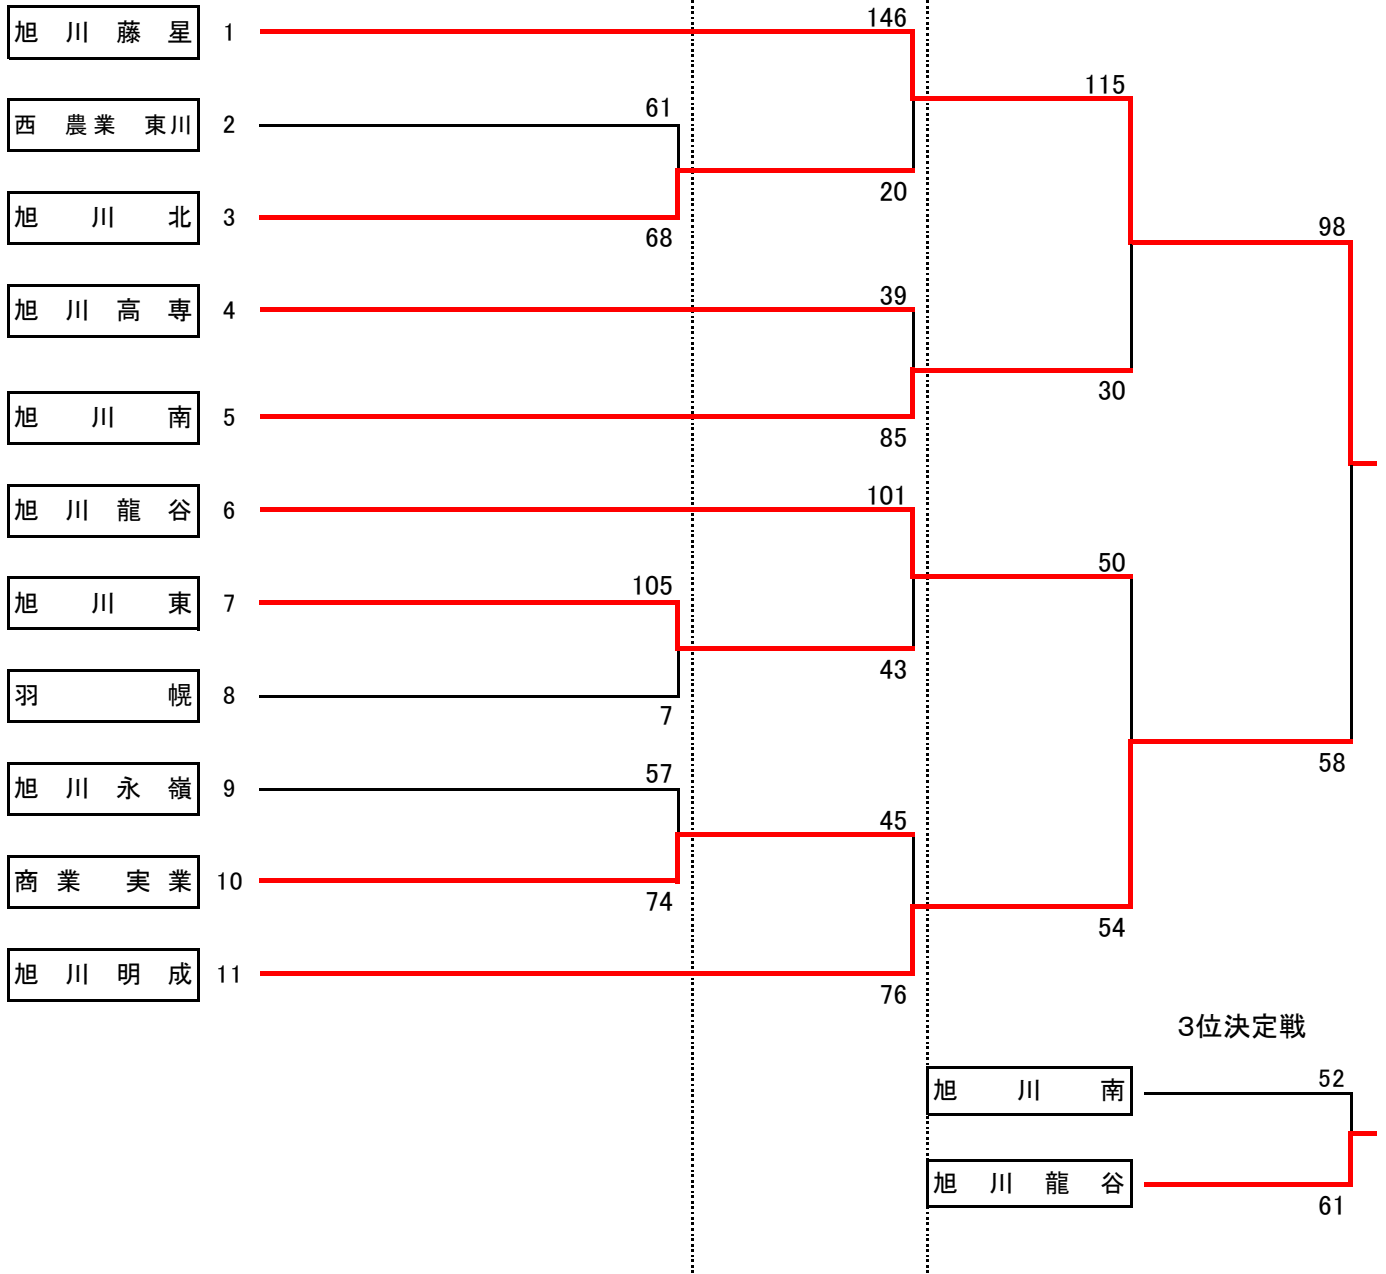 旭川藤星 1 146
115
西農業東川 2 61
20
旭川北 3 68
98
旭川高専 4 39
30
旭川南 5 85
旭川龍谷 6 101
50
旭川東 7 105
43
羽幌 8 7
58
旭川永嶺 9 57
45
商業実業 10 74
54
旭川明成 11 76
3位決定戦
旭川南 52
旭川龍谷 61